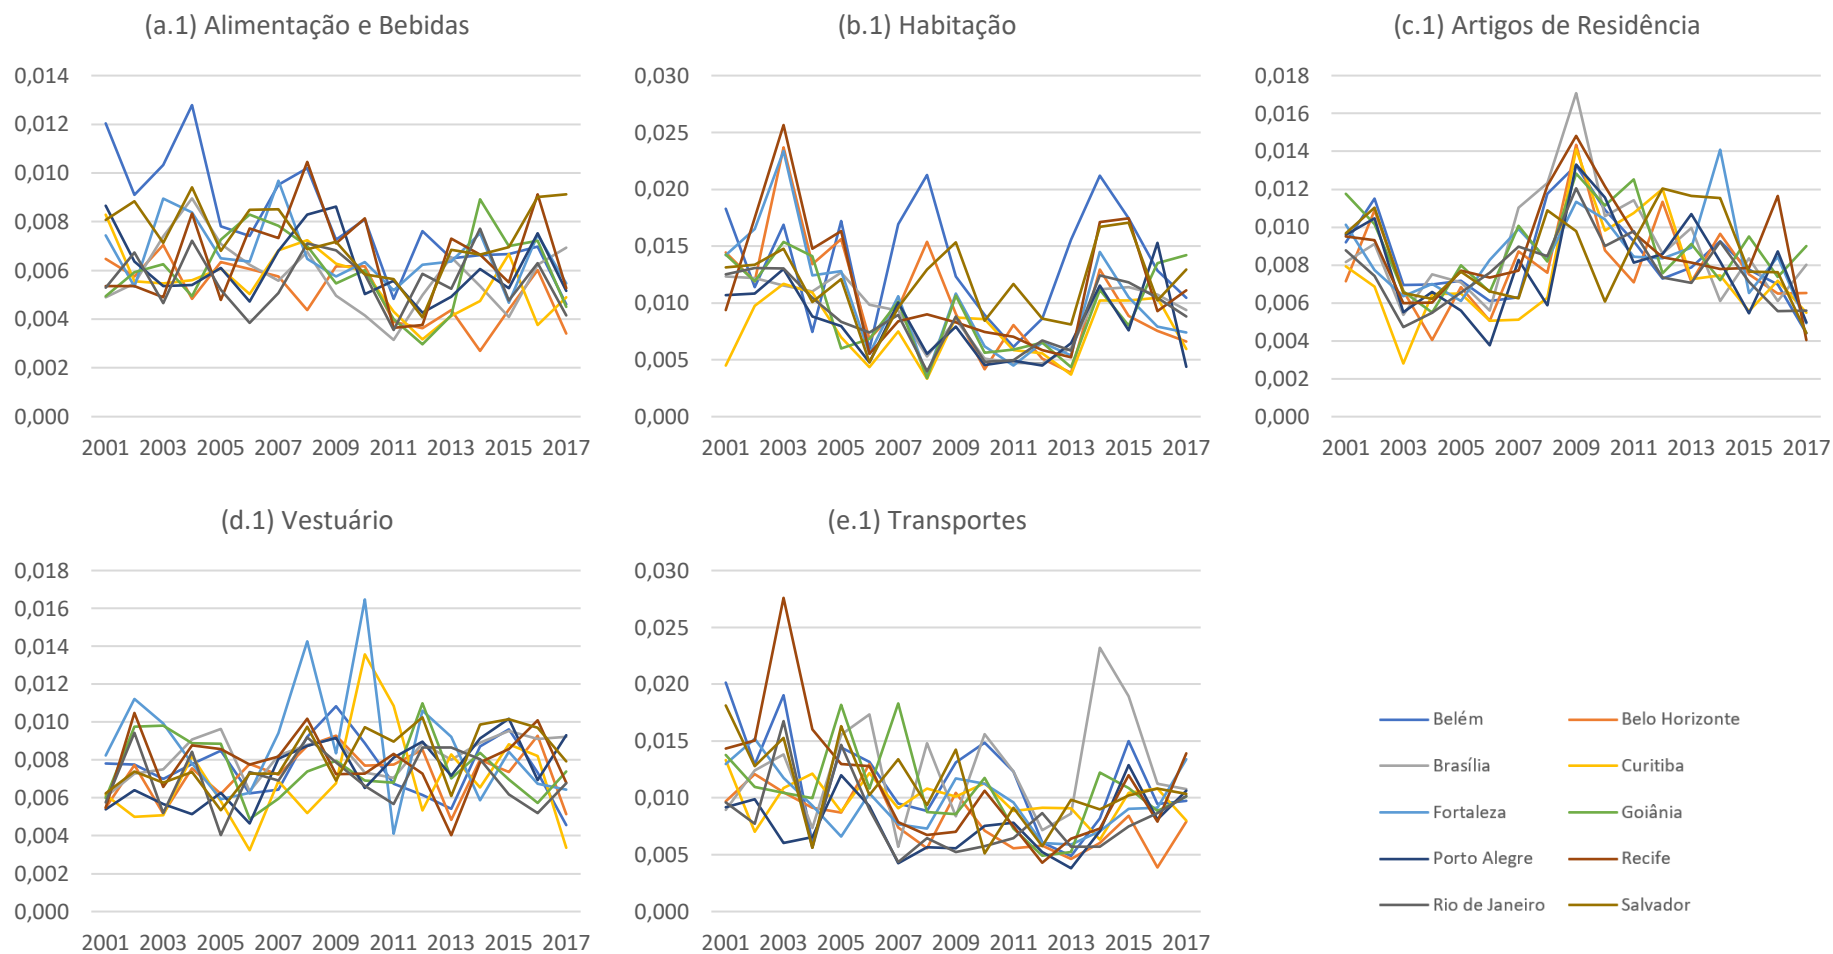 (a.1) Alimentação e Bebidas
0,014
0,012
0,010
0,008
0,006
0,004
0,002
0,000
2001 2003 2005 2007 2009 2011 2013 2015 2017
(b.1) Habitação
0,030
0,025
0,020
0,015
0,010
0,005
0,000
2001 2003 2005 2007 2009 2011 2013 2015 2017
(c.1) Artigos de Residência
0,018
0,016
0,014
0,012
0,010
0,008
0,006
0,004
0,002
0,000
2001 2003 2005 2007 2009 2011 2013 2015 2017
(d.1) Vestuário
0,018
0,016
0,014
0,012
0,010
0,008
0,006
0,004
0,002
0,000
2001 2003 2005 2007 2009 2011 2013 2015 2017
(e.1) Transportes
0,030
0,025
0,020
0,015
0,010
0,005
0,000
2001 2003 2005 2007 2009 2011 2013 2015 2017
Belém Belo Horizonte
Brasília Curitiba
Fortaleza Goiânia
Porto Alegre Recife
Rio de Janeiro Salvador